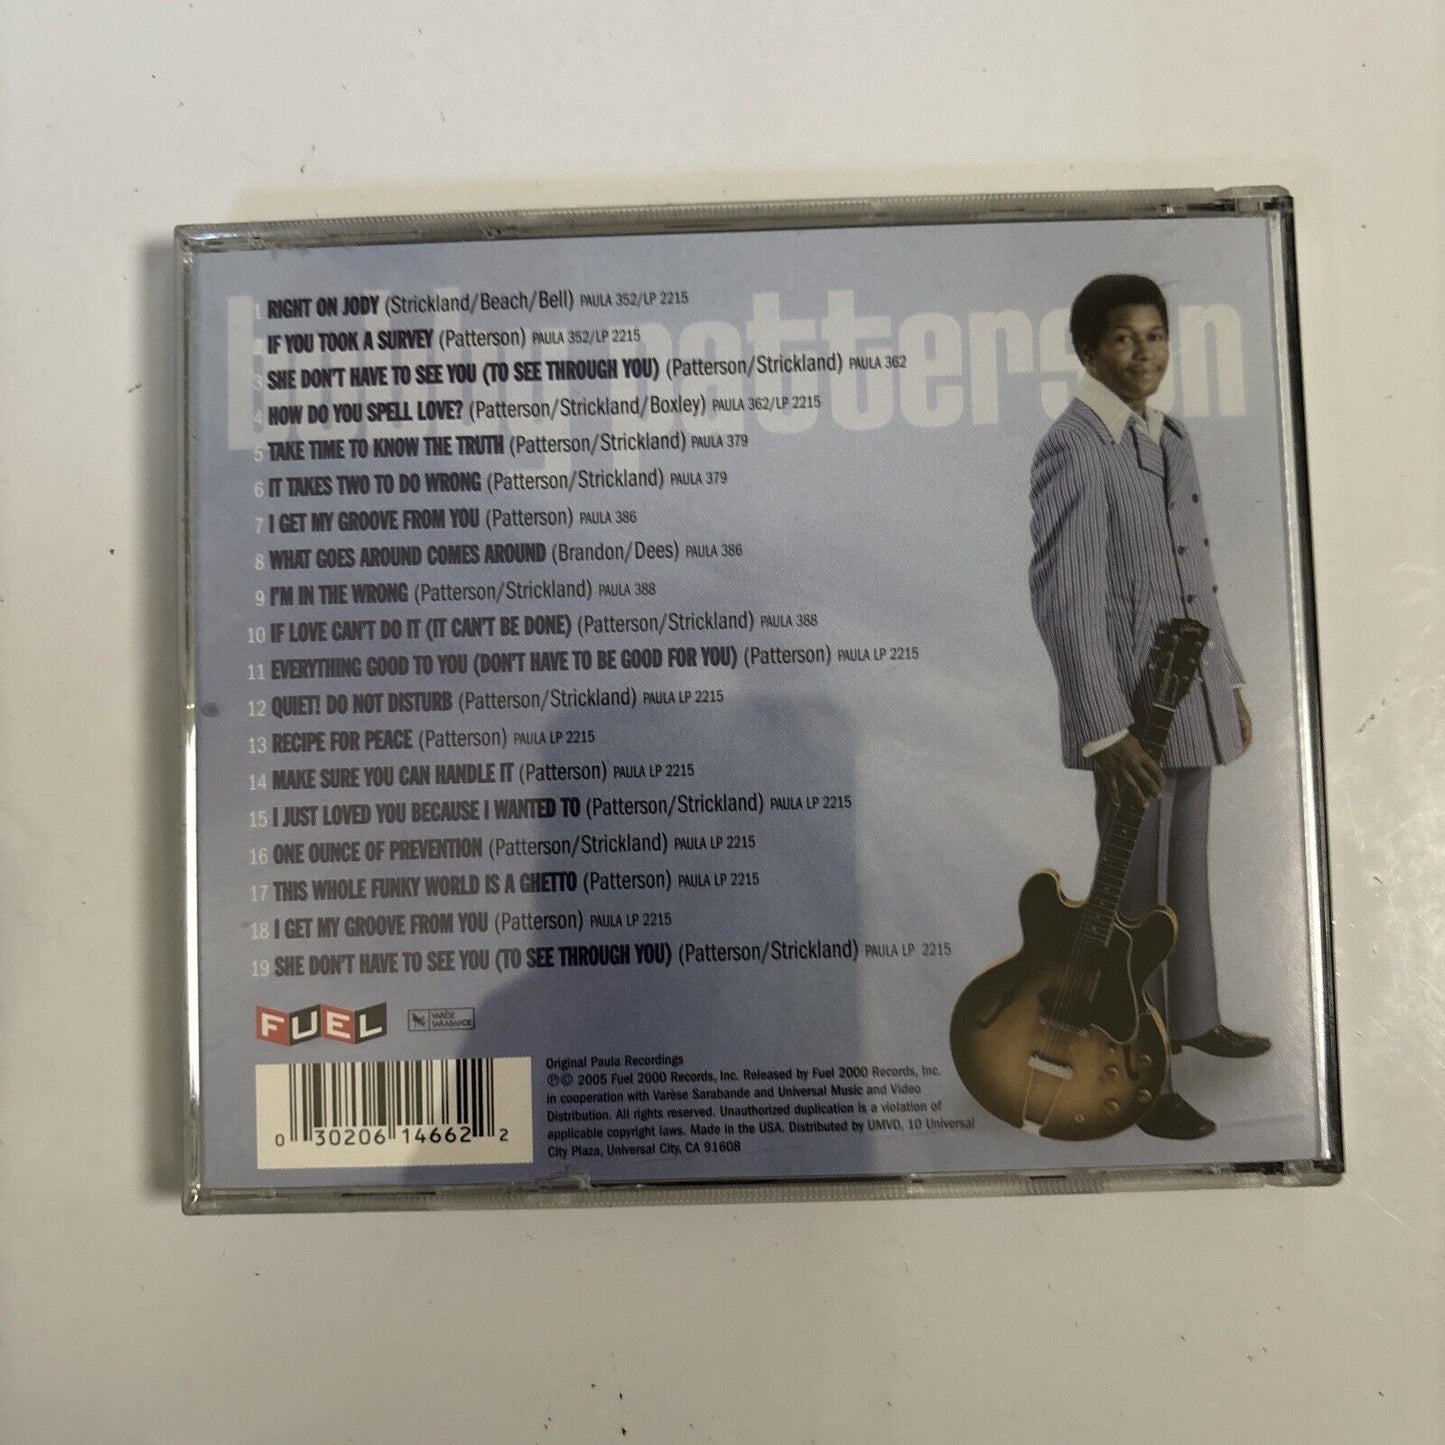 bobby patterson
1 RIGHT ON JODY (Strickland/Beach/Bell) PAULA 352/LP 2215
2 IF YOU TOOK A SURVEY (Patterson) PAULA 352/LP 2215
3 SHE DON'T HAVE TO SEE YOU (TO SEE THROUGH YOU) (Patterson/Strickland) PAULA 362
4 HOW DO YOU SPELL LOVE? (Patterson/Strickland/Boxley) PAULA 362/LP 2215
5 TAKE TIME TO KNOW THE TRUTH (Patterson/Strickland) PAULA 379
6 IT TAKES TWO TO DO WRONG (Patterson/Strickland) PAULA 379
7 I GET MY GROOVE FROM YOU (Patterson) PAULA 386
8 WHAT GOES AROUND COMES AROUND (Brandon/Dees) PAULA 386
9 I'M IN THE WRONG (Patterson/Strickland) PAULA 388
10 IF LOVE CAN'T DO IT (IT CAN'T BE DONE) (Patterson/Strickland) PAULA 388
11 EVERYTHING GOOD TO YOU (DON'T HAVE TO BE GOOD FOR YOU) (Patterson) PAULA LP 2215
12 QUIET! DO NOT DISTURB (Patterson/Strickland) PAULA LP 2215
13 RECIPE FOR PEACE (Patterson) PAULA LP 2215
14 MAKE SURE YOU CAN HANDLE IT (Patterson) PAULA LP 2215
15 I JUST LOVED YOU BECAUSE I WANTED TO (Patterson/Strickland) PAULA LP 2215
16 ONE OUNCE OF PREVENTION (Patterson/Strickland) PAULA LP 2215
17 THIS WHOLE FUNKY WORLD IS A GHETTO (Patterson) PAULA LP 2215
18 I GET MY GROOVE FROM YOU (Patterson) PAULA LP 2215
19 SHE DON'T HAVE TO SEE YOU (TO SEE THROUGH YOU) (Patterson/Strickland) PAULA LP 2215
FUEL
VARÈSE
SARABANDE
Original Paula Recordings
℗© 2005 Fuel 2000 Records, Inc. Released by Fuel 2000 Records, Inc.
in cooperation with Varèse Sarabande and Universal Music and Video
Distribution. All rights reserved. Unauthorized duplication is a violation of
applicable copyright laws. Made in the USA. Distributed by UMVD, 10 Universal
City Plaza, Universal City, CA 91608
0 30206 14662 2